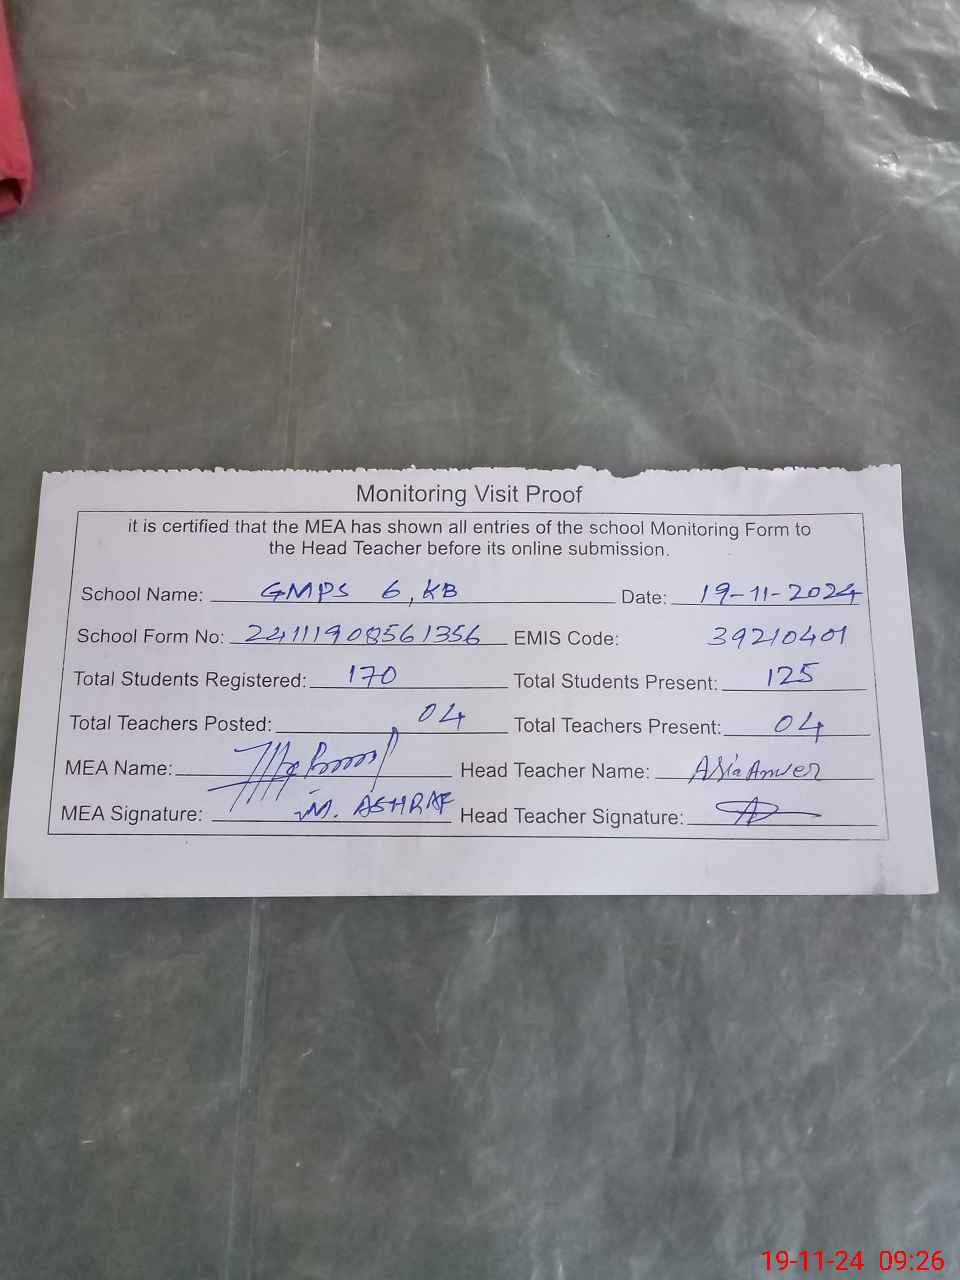 Monitoring Visit Proof
it is certified that the MEA has shown all entries of the school Monitoring Form to
the Head Teacher before its online submission.
School Name: GMPS 6, KB Date: 19-11-2024
School Form No: 24111908561356 EMIS Code: 39210401
Total Students Registered: 170 Total Students Present: 125
Total Teachers Posted: 04 Total Teachers Present: 04
MEA Name: Head Teacher Name: Asia Anwer
MEA Signature: M. ASHRAF Head Teacher Signature:
19-11-24 09:26